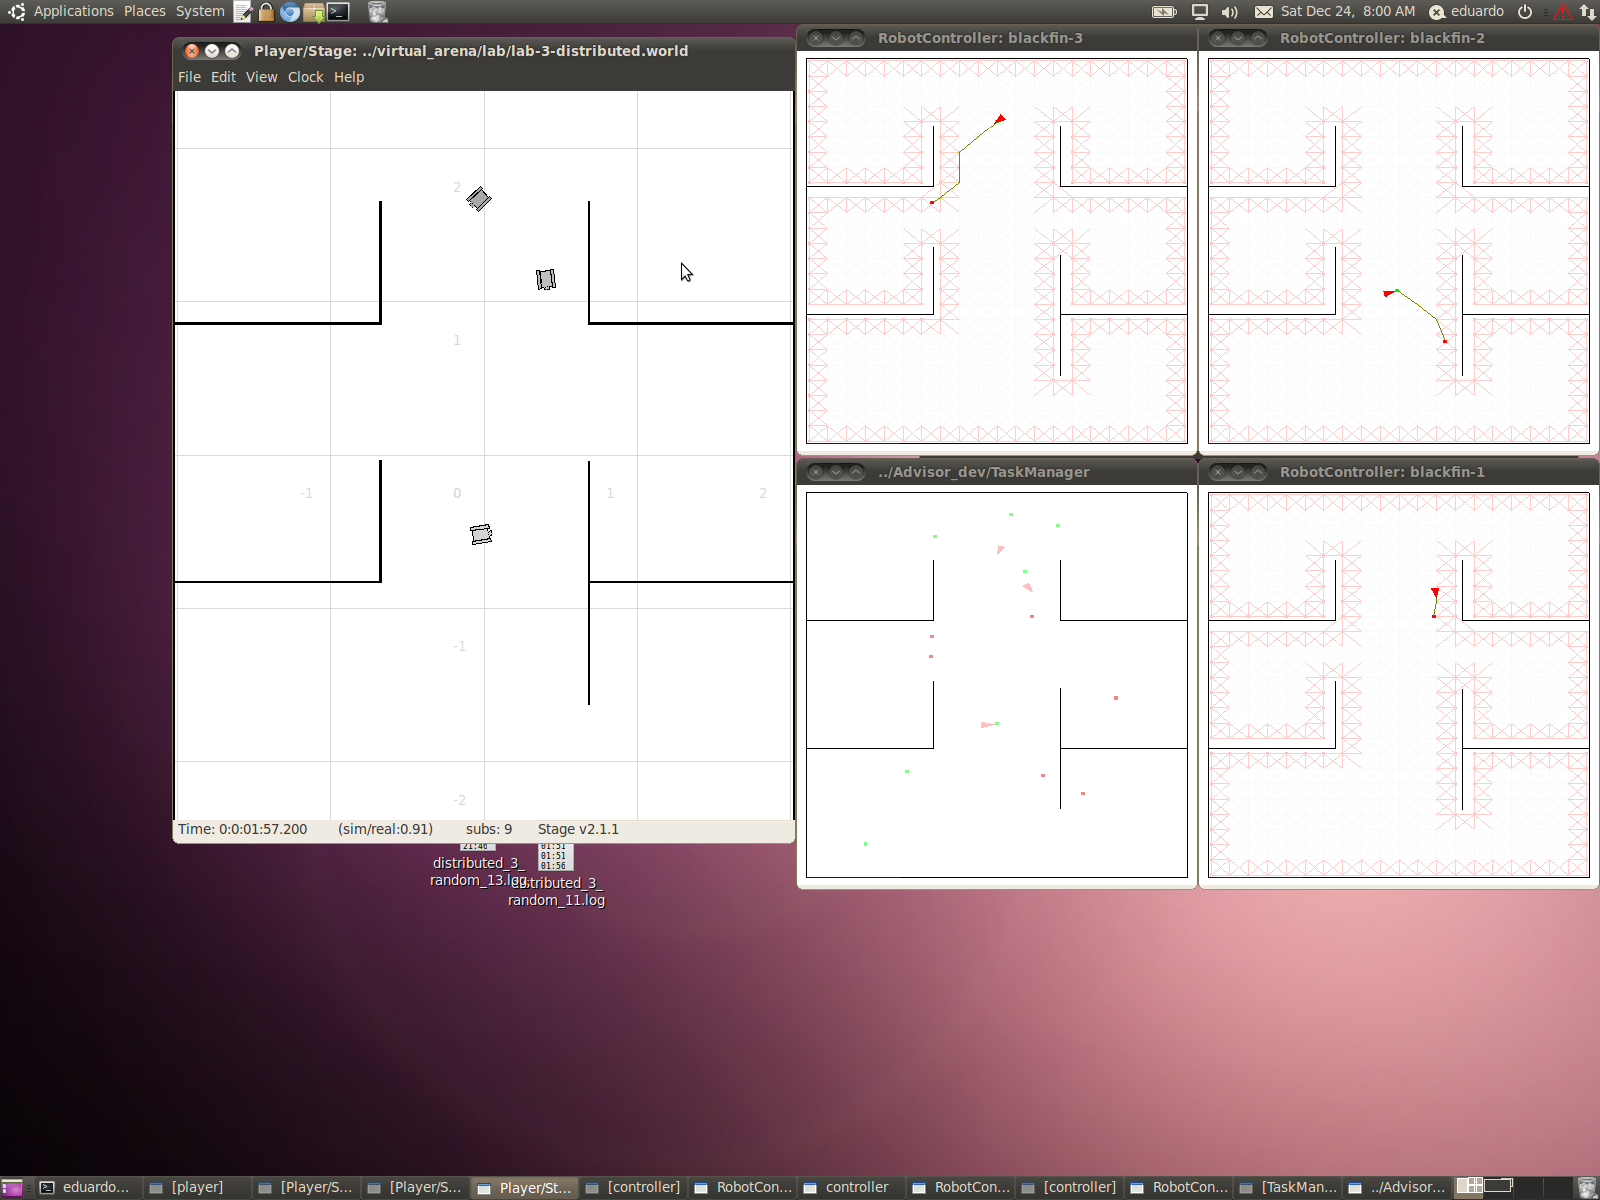 Applications Places System
Sat Dec 24, 8:00 AM
eduardo
Player/Stage: ../virtual_arena/lab/lab-3-distributed.world
File Edit View Clock Help
2
1
-1 0 1 2
-1
-2
Time: 0:0:01:57.200 (sim/real:0.91) subs: 9 Stage v2.1.1
RobotController: blackfin-3
RobotController: blackfin-2
../Advisor_dev/TaskManager
RobotController: blackfin-1
21:46
distributed_3_
random_13.log
01:51
01:51
01:56
random_11.log
eduardo...
[player]
[Player/S...
[Player/S...
Player/St...
[controller]
RobotCon...
controller
RobotCon...
[controller]
RobotCon...
[TaskMan...
../Advisor...